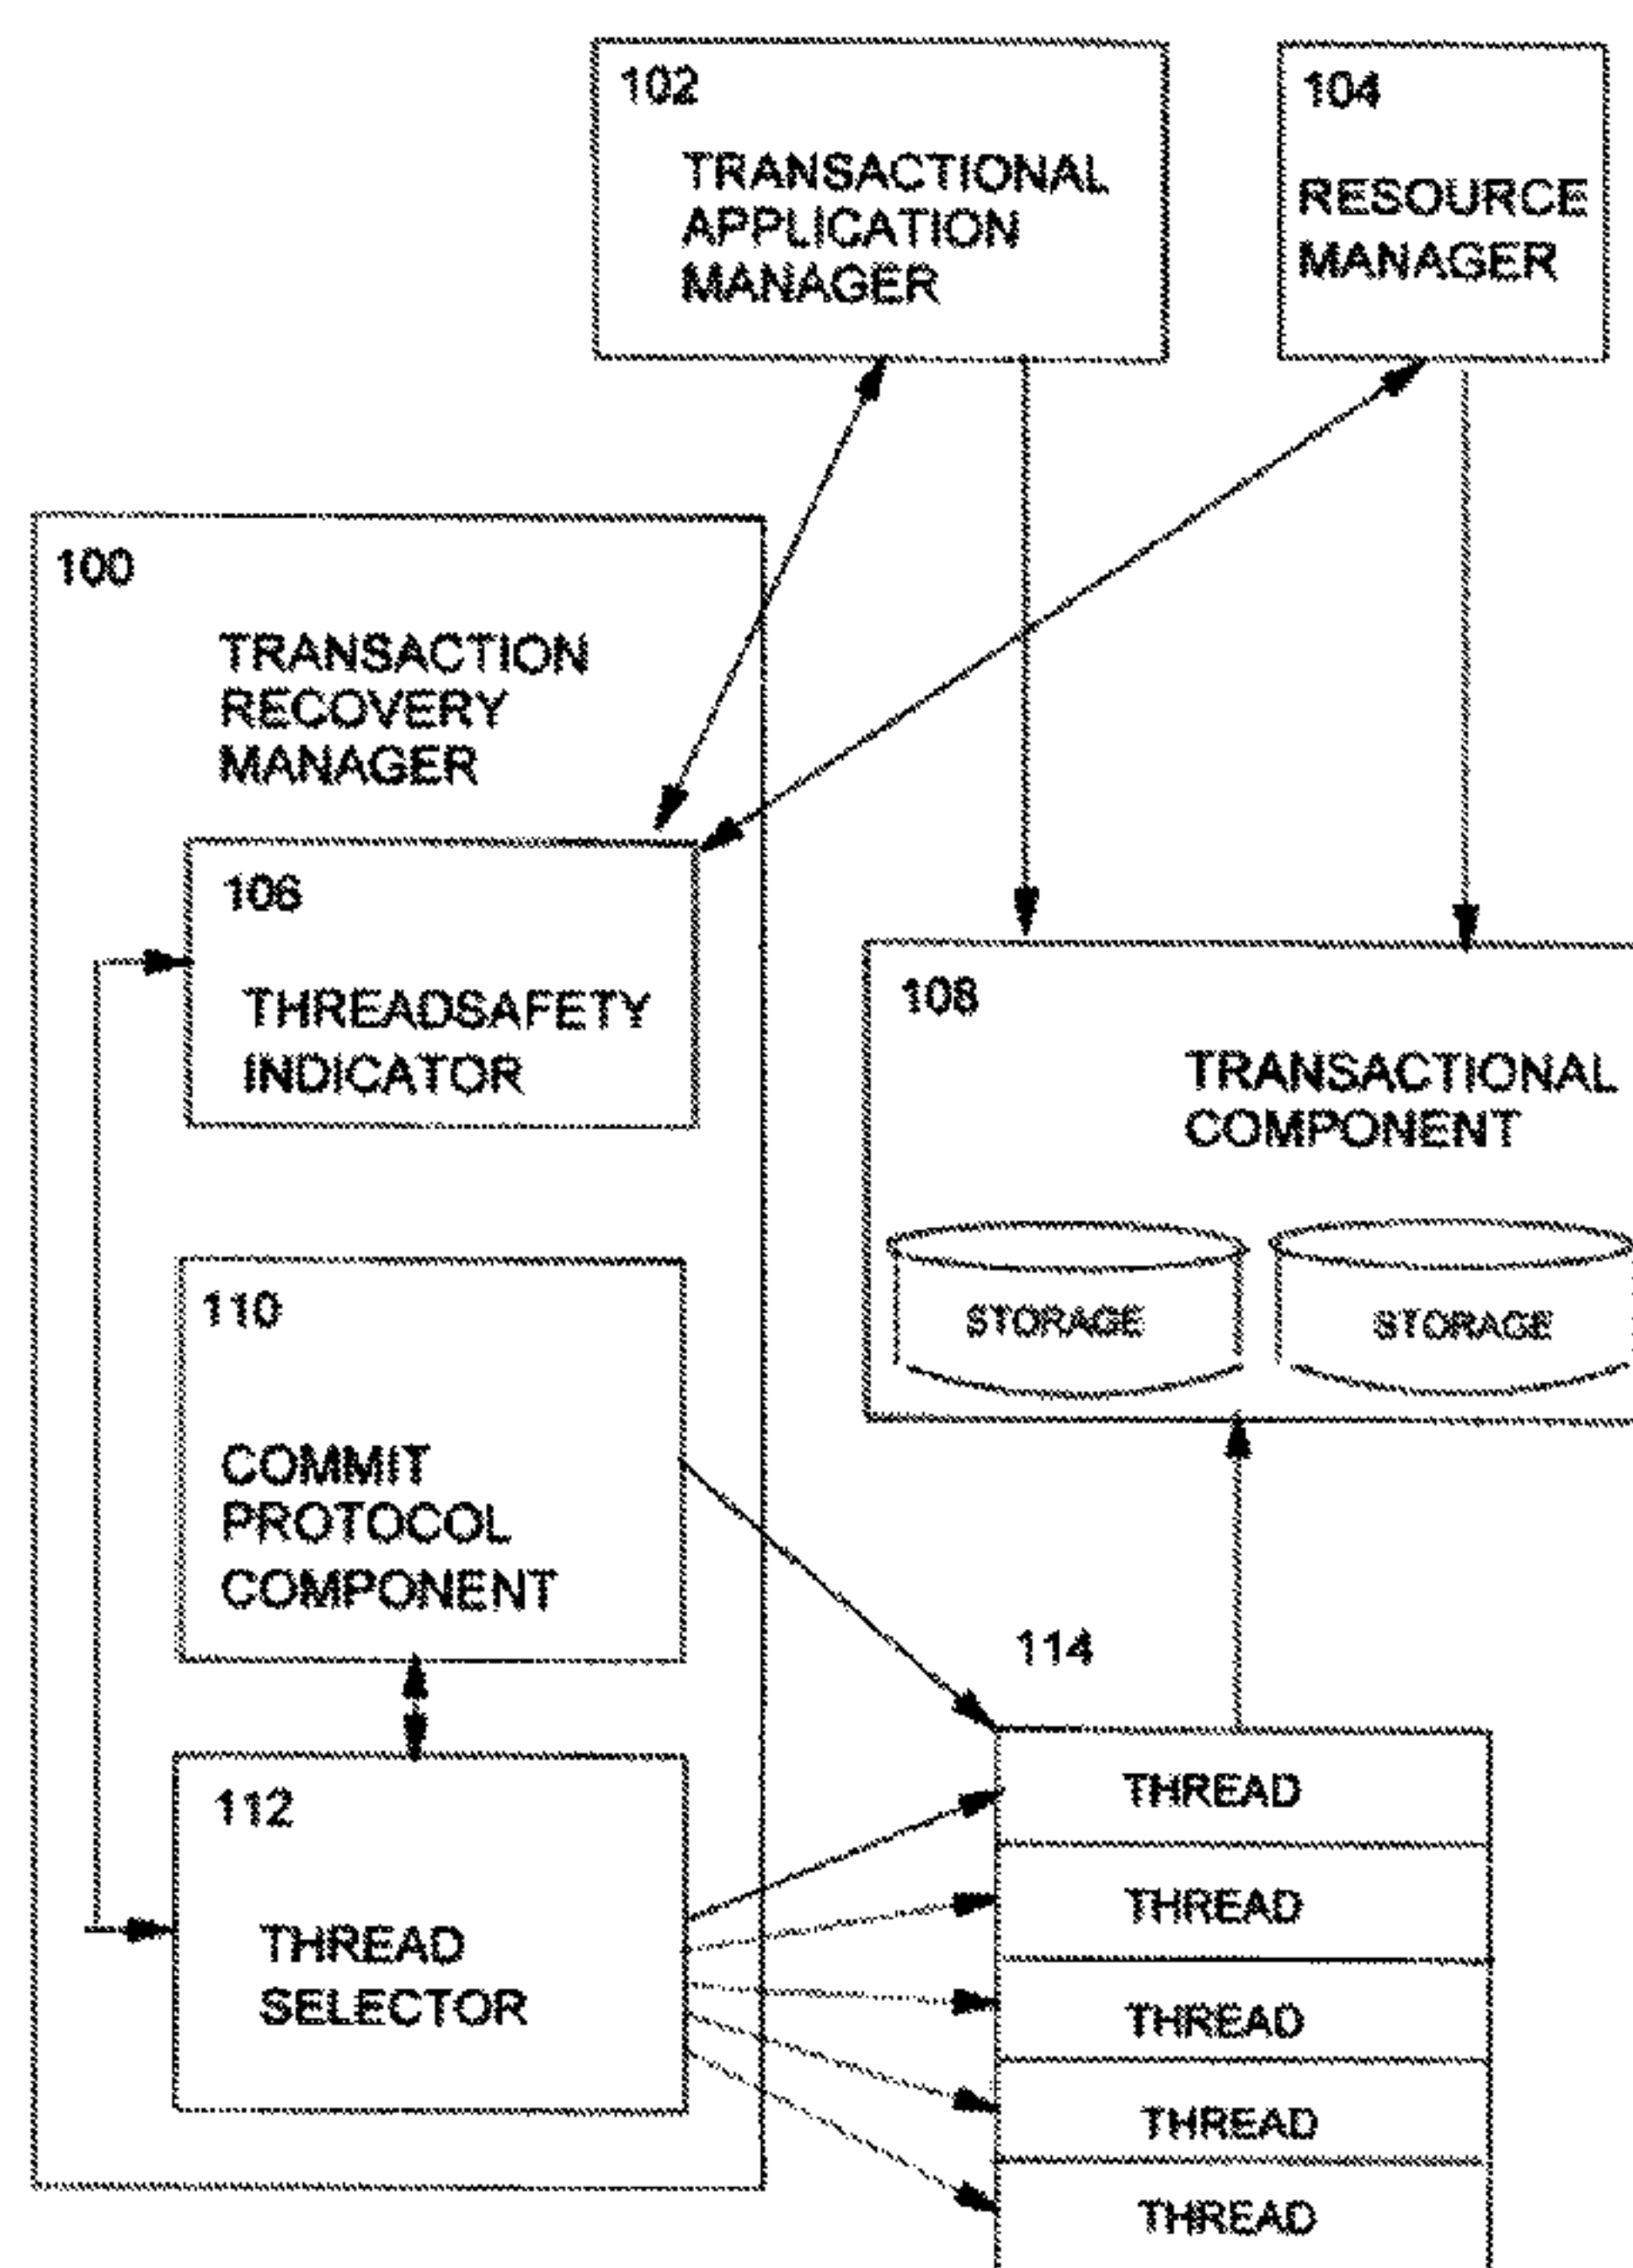 102
TRANSACTIONAL
APPLICATION
MANAGER
104
RESOURCE
MANAGER
100
TRANSACTION
RECOVERY
MANAGER
106
THREADSAFETY
INDICATOR
108
TRANSACTIONAL
COMPONENT
STORAGE
STORAGE
110
COMMIT
PROTOCOL
COMPONENT
112
THREAD
SELECTOR
114
THREAD
THREAD
THREAD
THREAD
THREAD